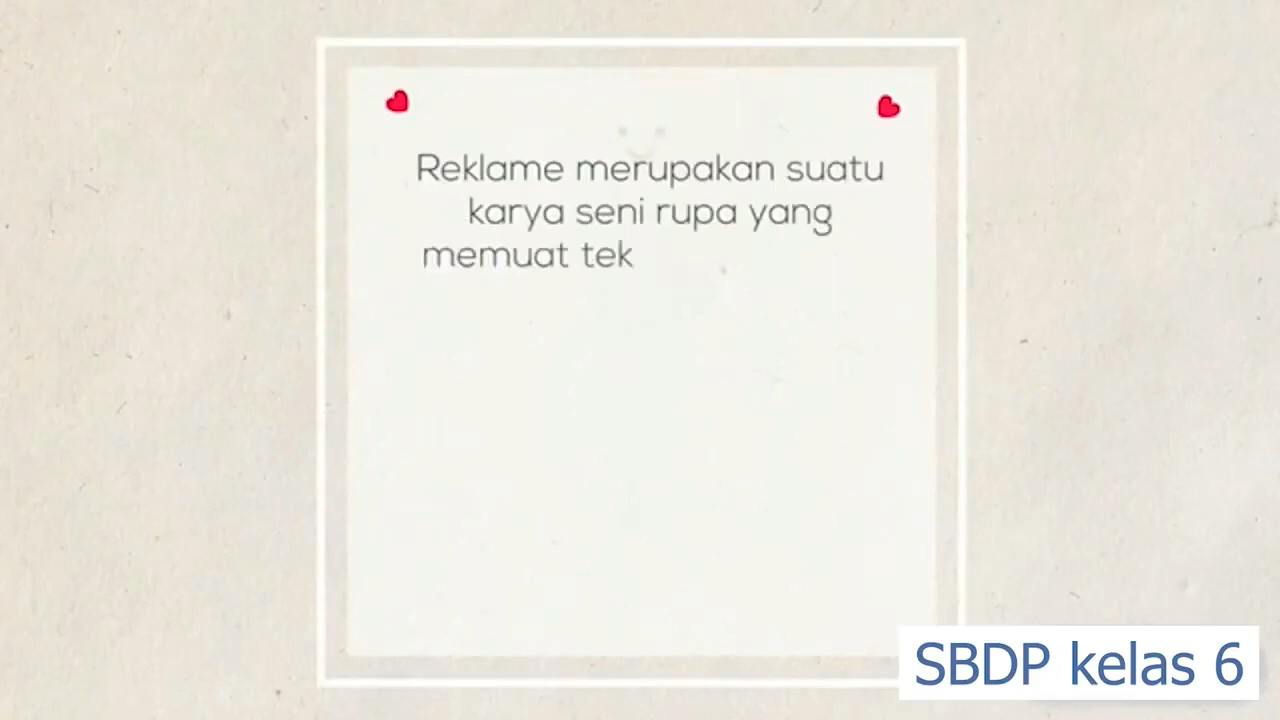 Reklame merupakan suatu
karya seni rupa yang
memuat tek
SBDP kelas 6